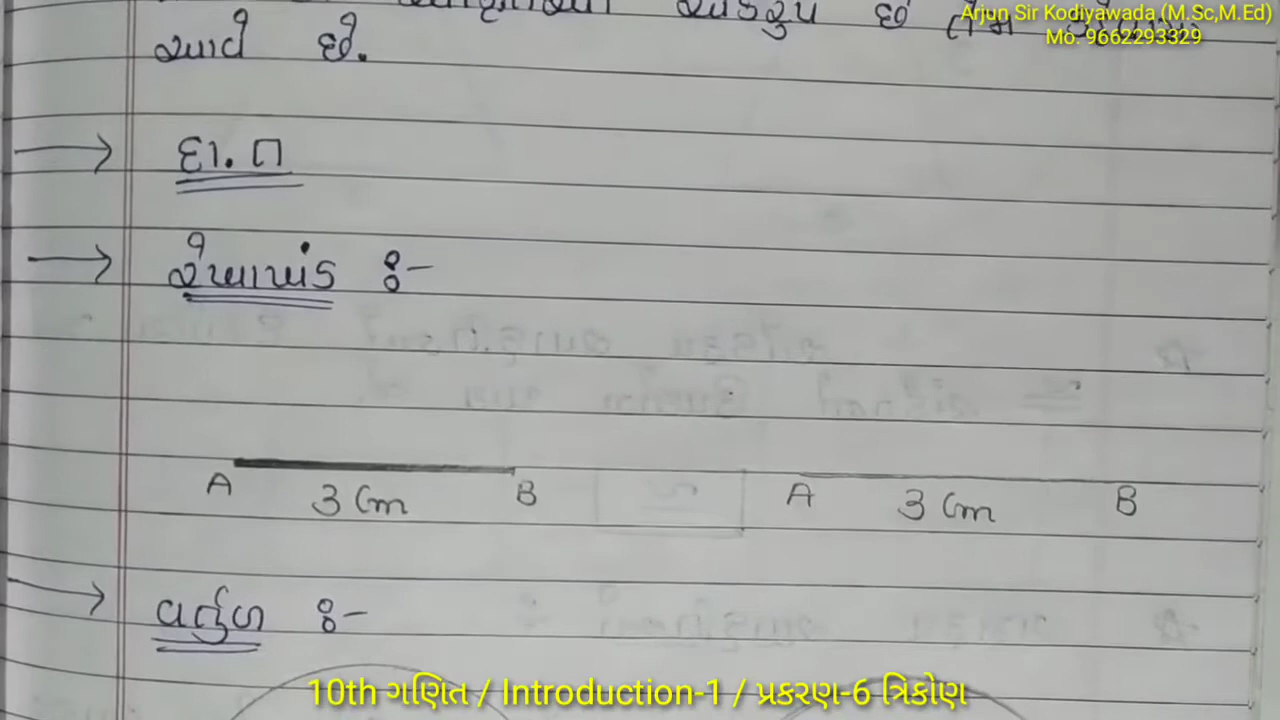 Arjun Sir Kodiyawada (M.Sc,M.Ed)
Mo. 9662293329
આવે છે.
દા.ત
રેખાખંડ :-
A 3 Cm B A 3 Cm B
વર્તુળ :-
10th ગણિત / Introduction-1 / પ્રકરણ-6 ત્રિકોણ